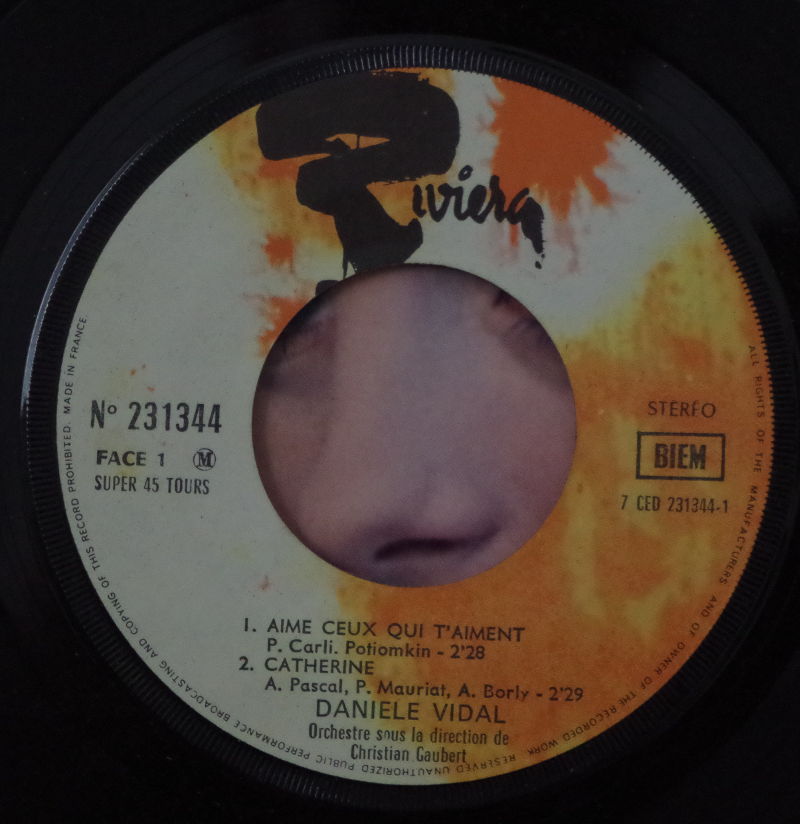 Riviera
N° 231344
FACE 1 Ⓜ
SUPER 45 TOURS
STÉRÉO
BIEM
7 CED 231344-1
1. AIME CEUX QUI T'AIMENT
P. Carli. Potiomkin - 2'28
2. CATHERINE
A. Pascal, P. Mauriat, A. Borly - 2'29
DANIELE VIDAL
Orchestre sous la direction de
Christian Gaubert
ALL RIGHTS OF THE MANUFACTURERS AND OF OWNER OF THE RECORDED WORK RESERVED UNAUTHORIZED PUBLIC PERFORMANCE BROADCASTING AND COPYING OF THIS RECORD PROHIBITED. MADE IN FRANCE.